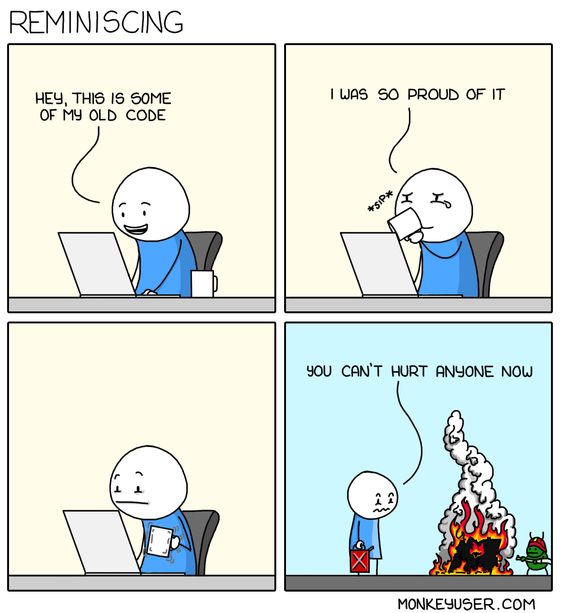 REMINISCING
HEY, THIS IS SOME
OF MY OLD CODE
I WAS SO PROUD OF IT
*SIP*
YOU CAN'T HURT ANYONE NOW
MONKEYUSER.COM